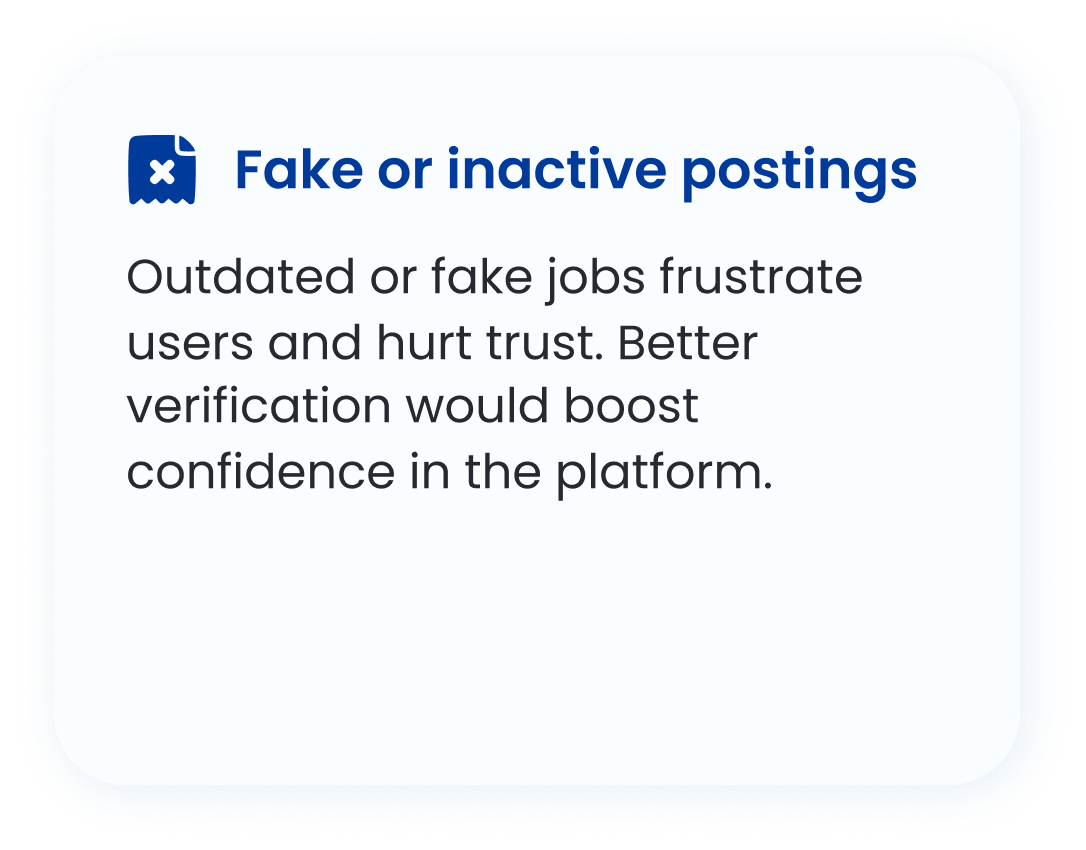 Fake or inactive postings
Outdated or fake jobs frustrate
users and hurt trust. Better
verification would boost
confidence in the platform.